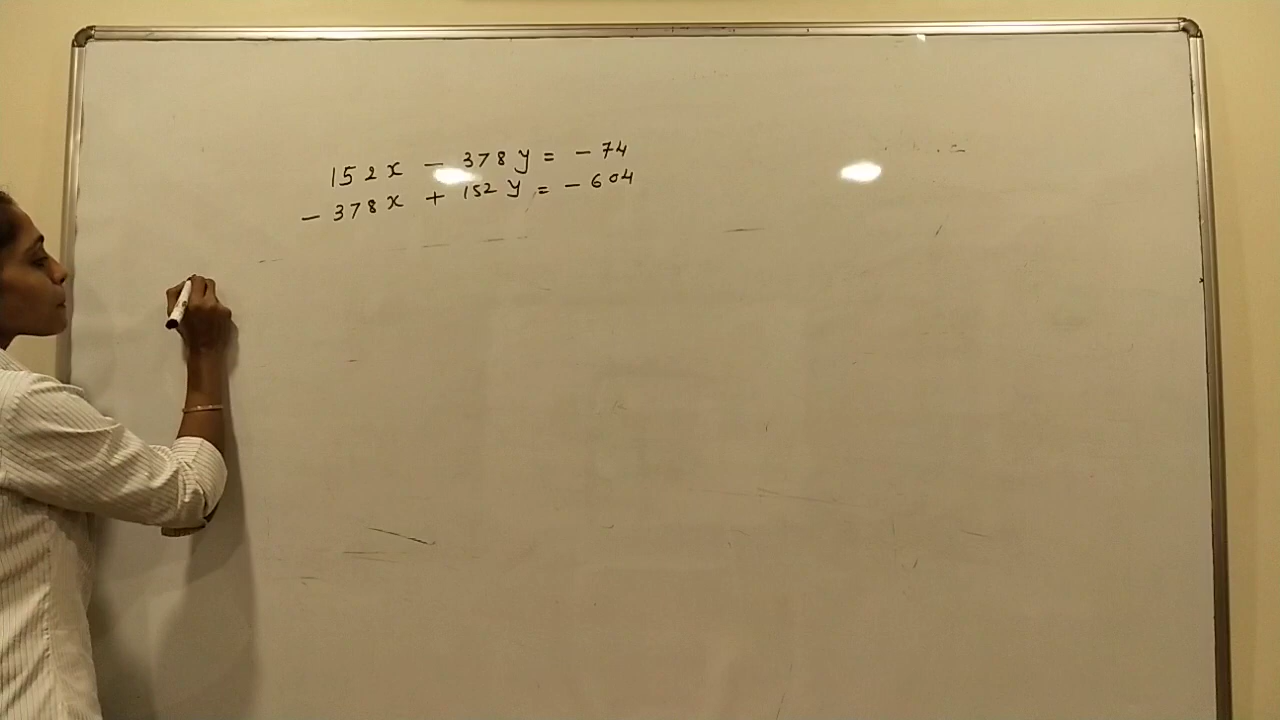 152x - 378y = - 74
- 378x + 152y = - 604